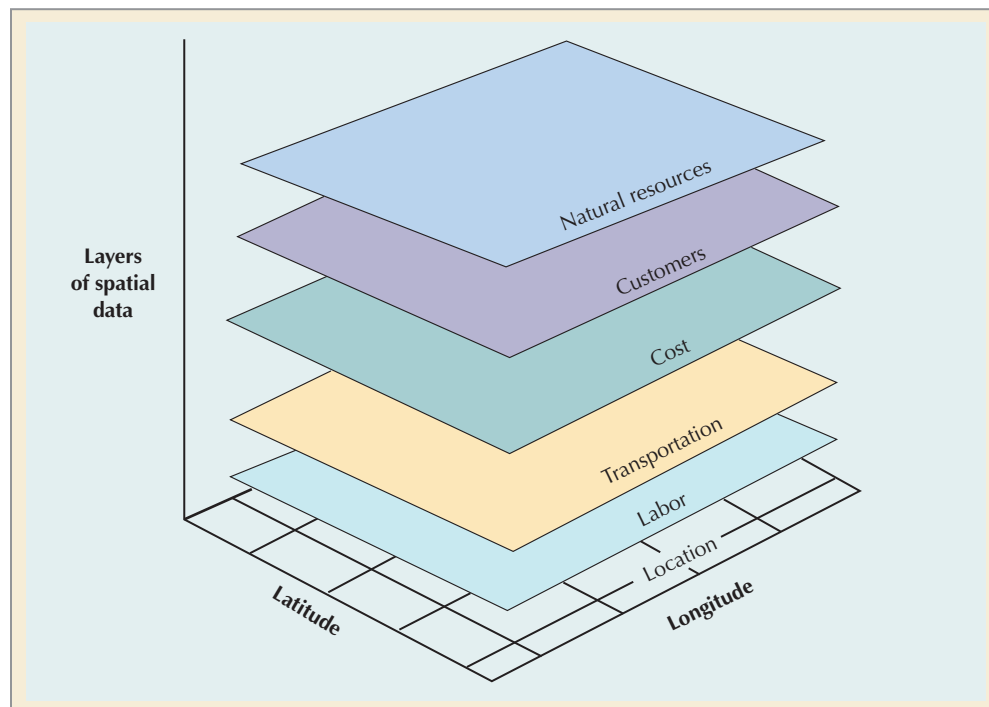 Natural resources
Customers
Layers
of spatial
data
Cost
Transportation
Labor
Location
Latitude
Longitude